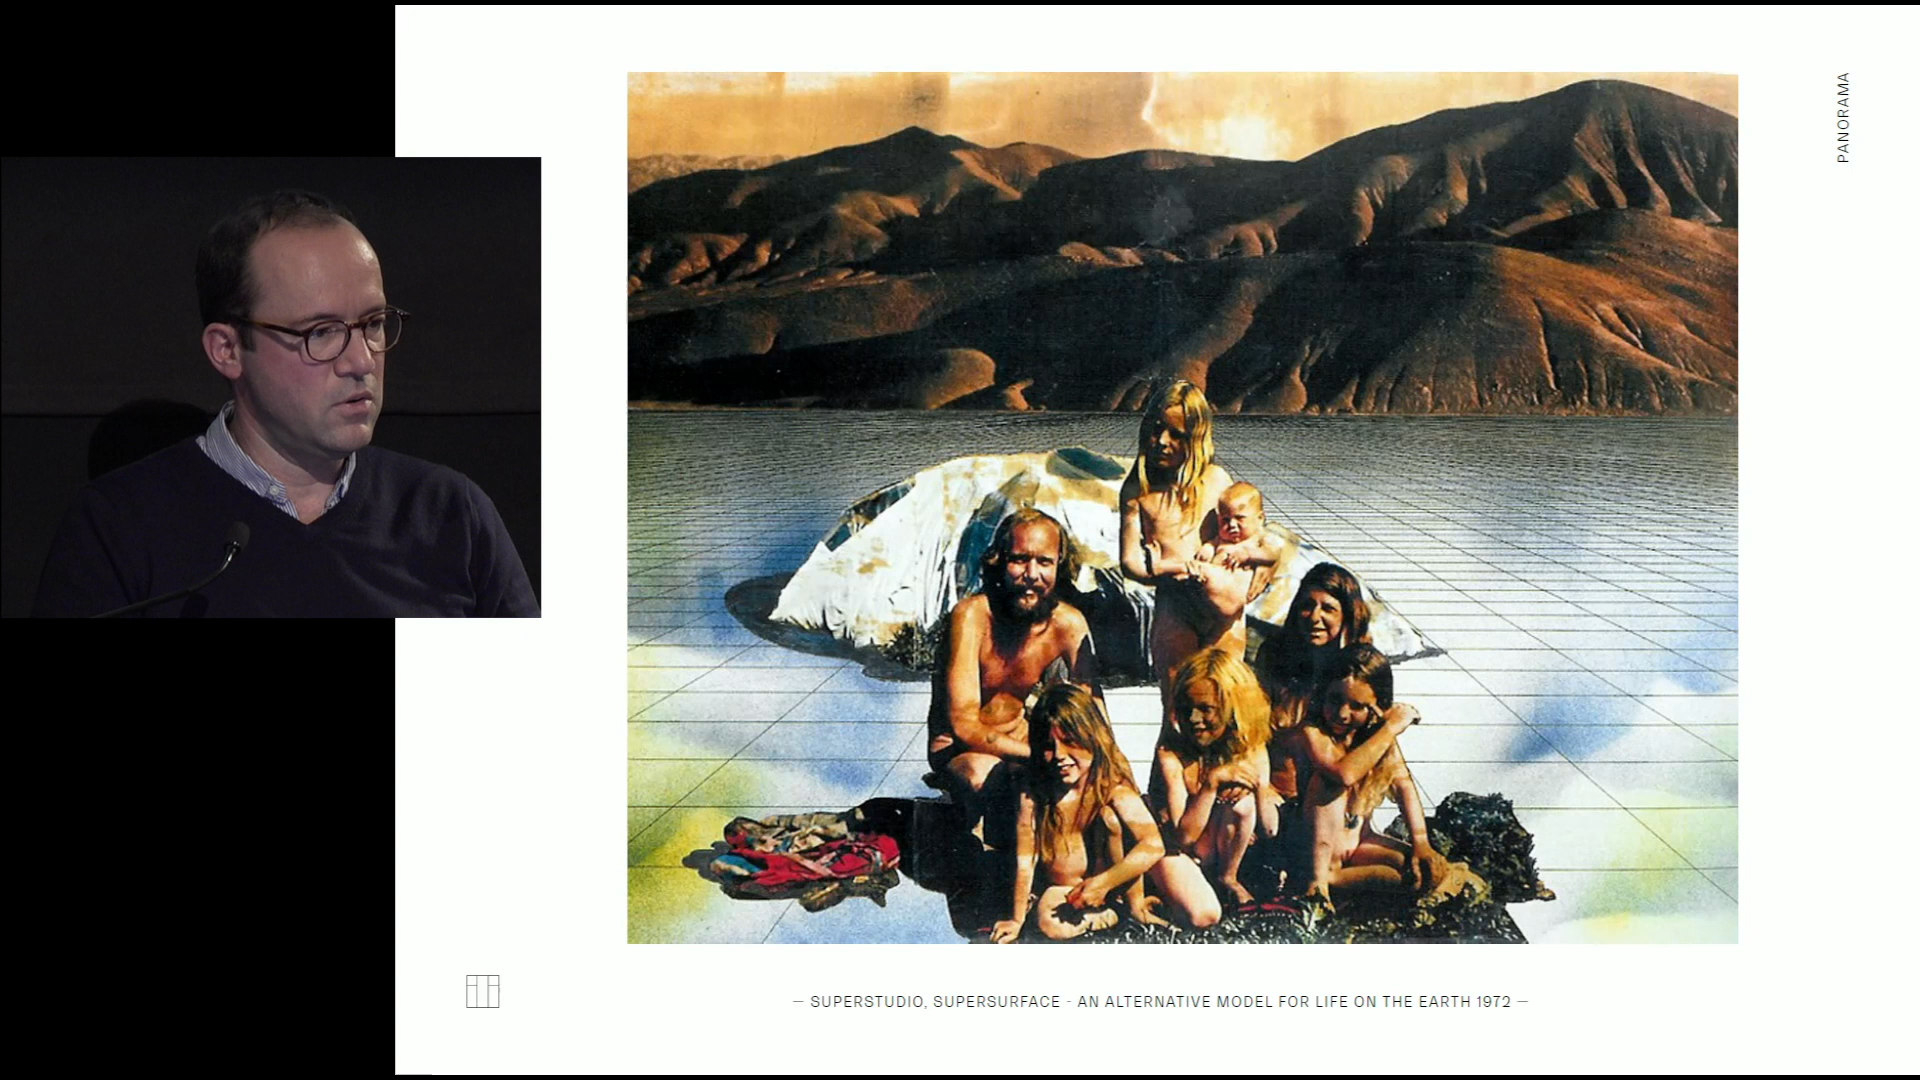 PANORAMA
— SUPERSTUDIO, SUPERSURFACE - AN ALTERNATIVE MODEL FOR LIFE ON THE EARTH 1972 —